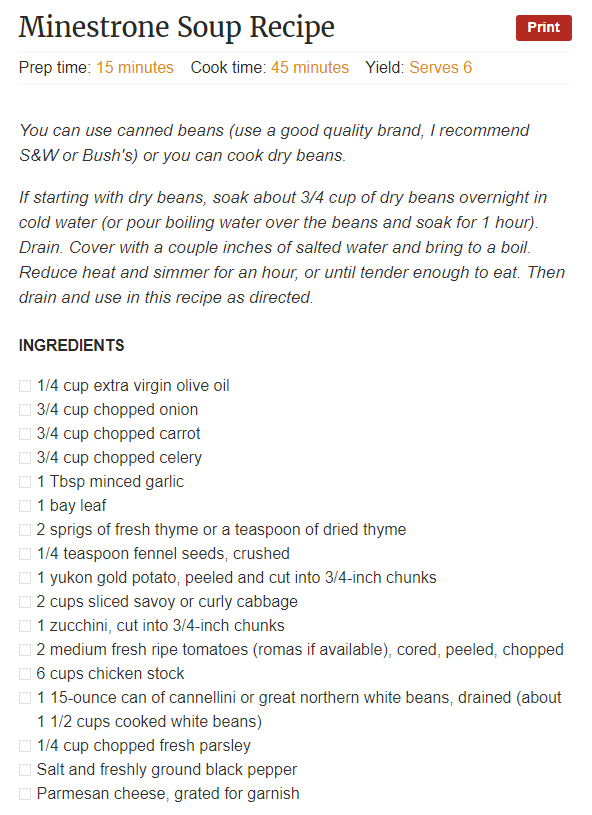 Minestrone Soup Recipe
Print
Prep time: 15 minutes Cook time: 45 minutes Yield: Serves 6
You can use canned beans (use a good quality brand, I recommend
S&W or Bush's) or you can cook dry beans.
If starting with dry beans, soak about 3/4 cup of dry beans overnight in
cold water (or pour boiling water over the beans and soak for 1 hour).
Drain. Cover with a couple inches of salted water and bring to a boil.
Reduce heat and simmer for an hour, or until tender enough to eat. Then
drain and use in this recipe as directed.
INGREDIENTS
1/4 cup extra virgin olive oil
3/4 cup chopped onion
3/4 cup chopped carrot
3/4 cup chopped celery
1 Tbsp minced garlic
1 bay leaf
2 sprigs of fresh thyme or a teaspoon of dried thyme
1/4 teaspoon fennel seeds, crushed
1 yukon gold potato, peeled and cut into 3/4-inch chunks
2 cups sliced savoy or curly cabbage
1 zucchini, cut into 3/4-inch chunks
2 medium fresh ripe tomatoes (romas if available), cored, peeled, chopped
6 cups chicken stock
1 15-ounce can of cannellini or great northern white beans, drained (about
1 1/2 cups cooked white beans)
1/4 cup chopped fresh parsley
Salt and freshly ground black pepper
Parmesan cheese, grated for garnish